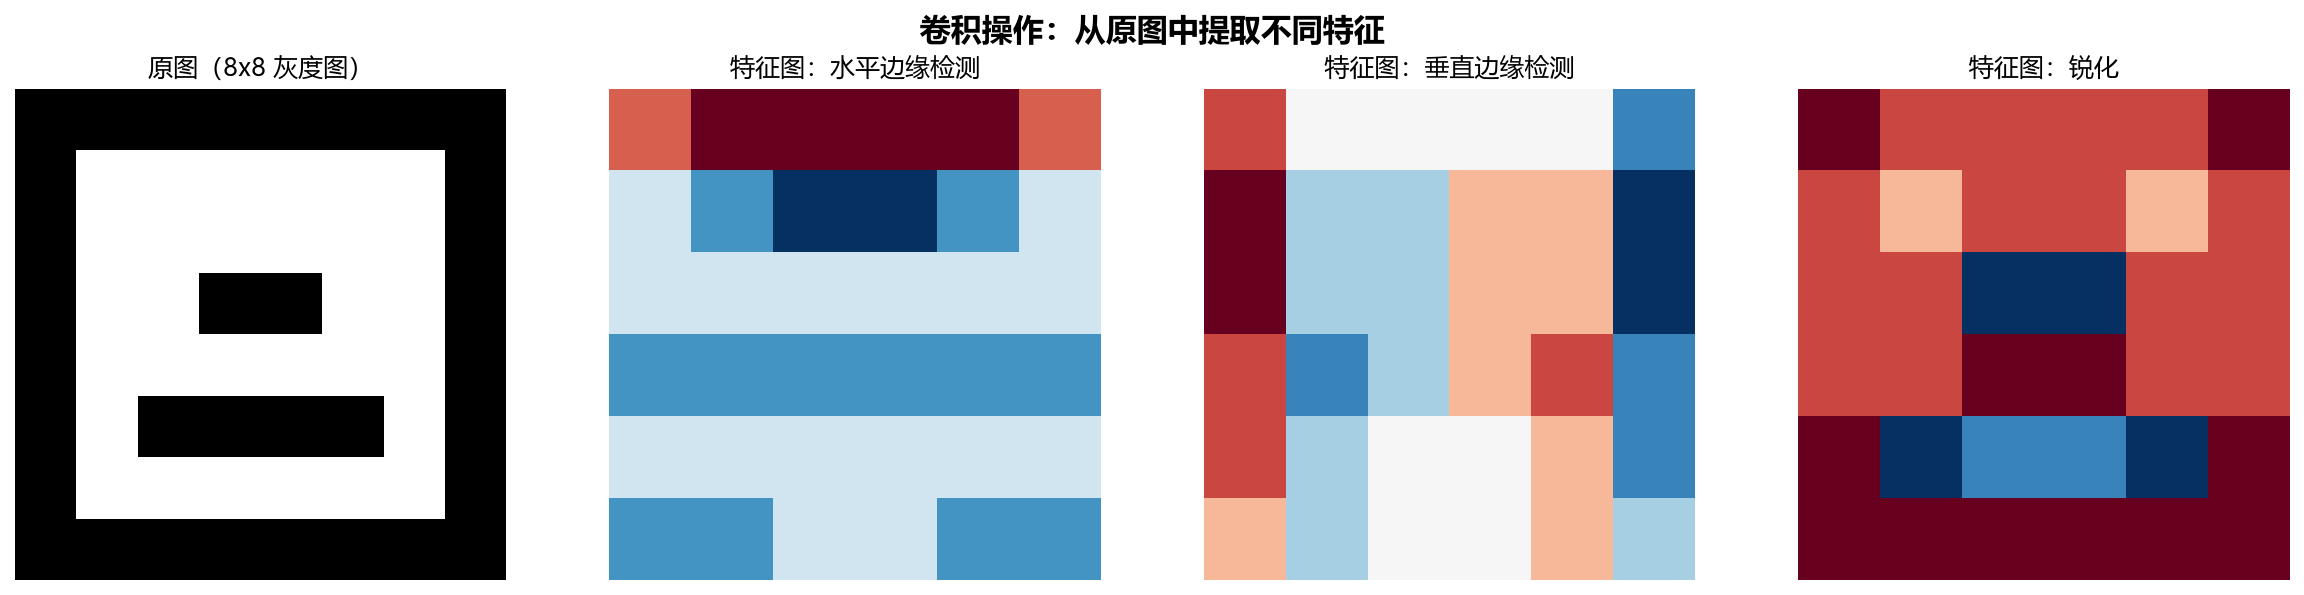 卷积操作：从原图中提取不同特征
原图（8x8 灰度图）
特征图：水平边缘检测
特征图：垂直边缘检测
特征图：锐化